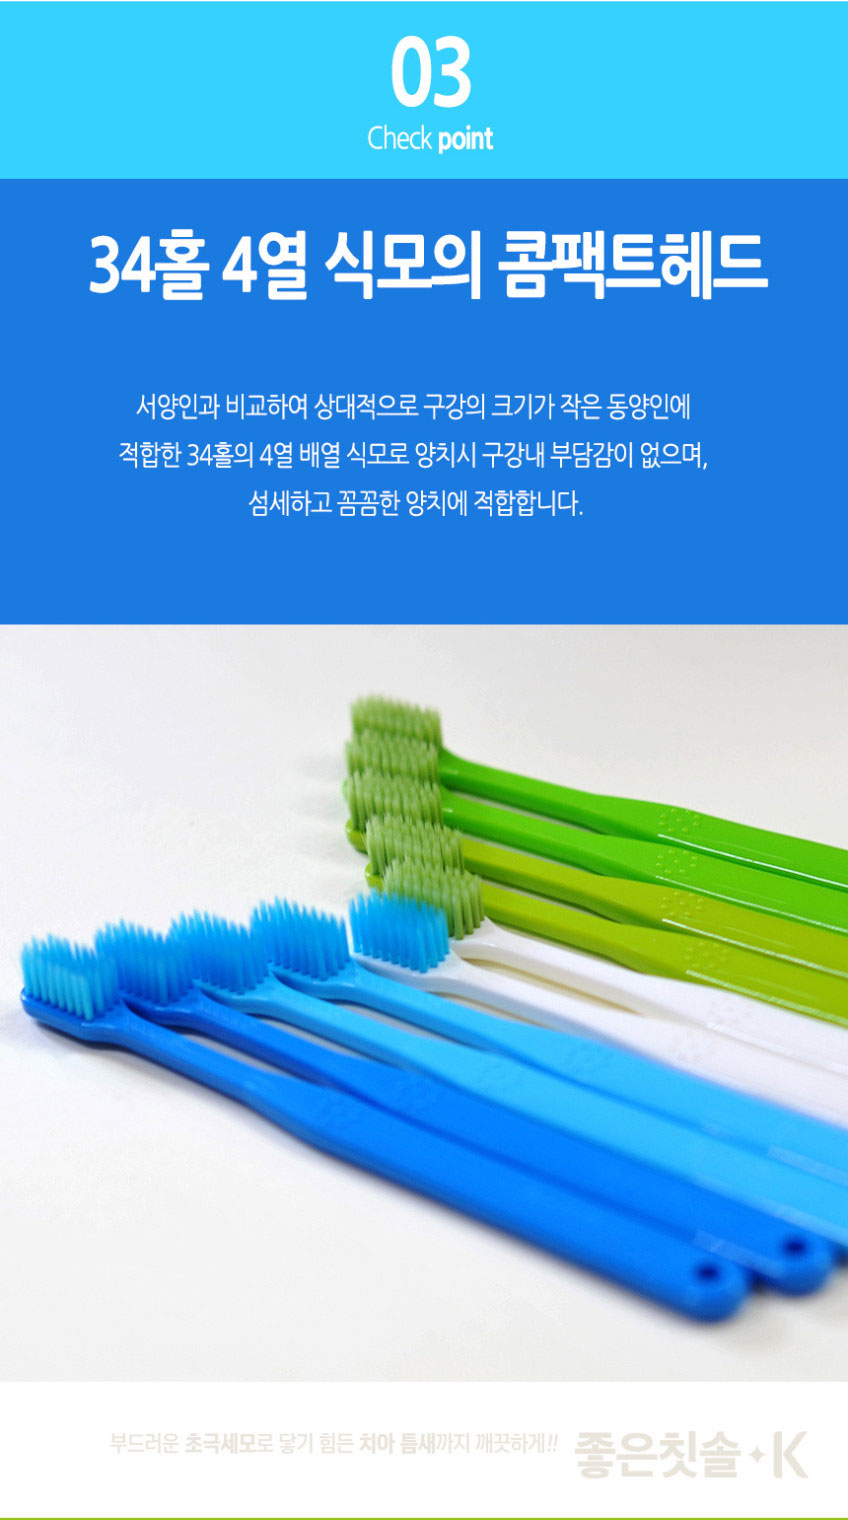 03
Check point
34홀 4열 식모의 콤팩트헤드
서양인과 비교하여 상대적으로 구강의 크기가 작은 동양인에
적합한 34홀의 4열 배열 식모로 양치시 구강내 부담감이 없으며,
섬세하고 꼼꼼한 양치에 적합합니다.
부드러운 초극세모로 닿기 힘든 치아 틈새까지 깨끗하게!! 좋은칫솔+K